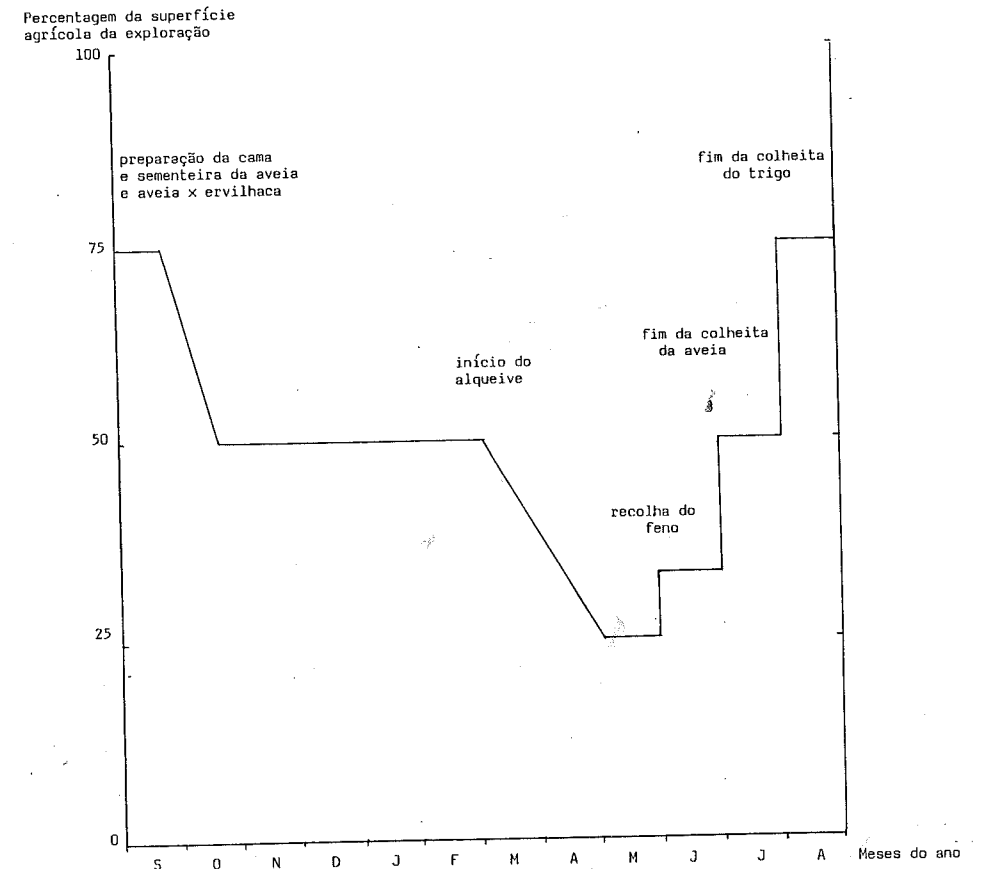 Percentagem da superfície
agrícola da exploração
100
preparação da cama
e sementeira da aveia
e aveia x ervilhaca
fim da colheita
do trigo
75
fim da colheita
da aveia
início do
alqueive
50
recolha do
feno
25
0
S O N D J F M A M J J A Meses do ano